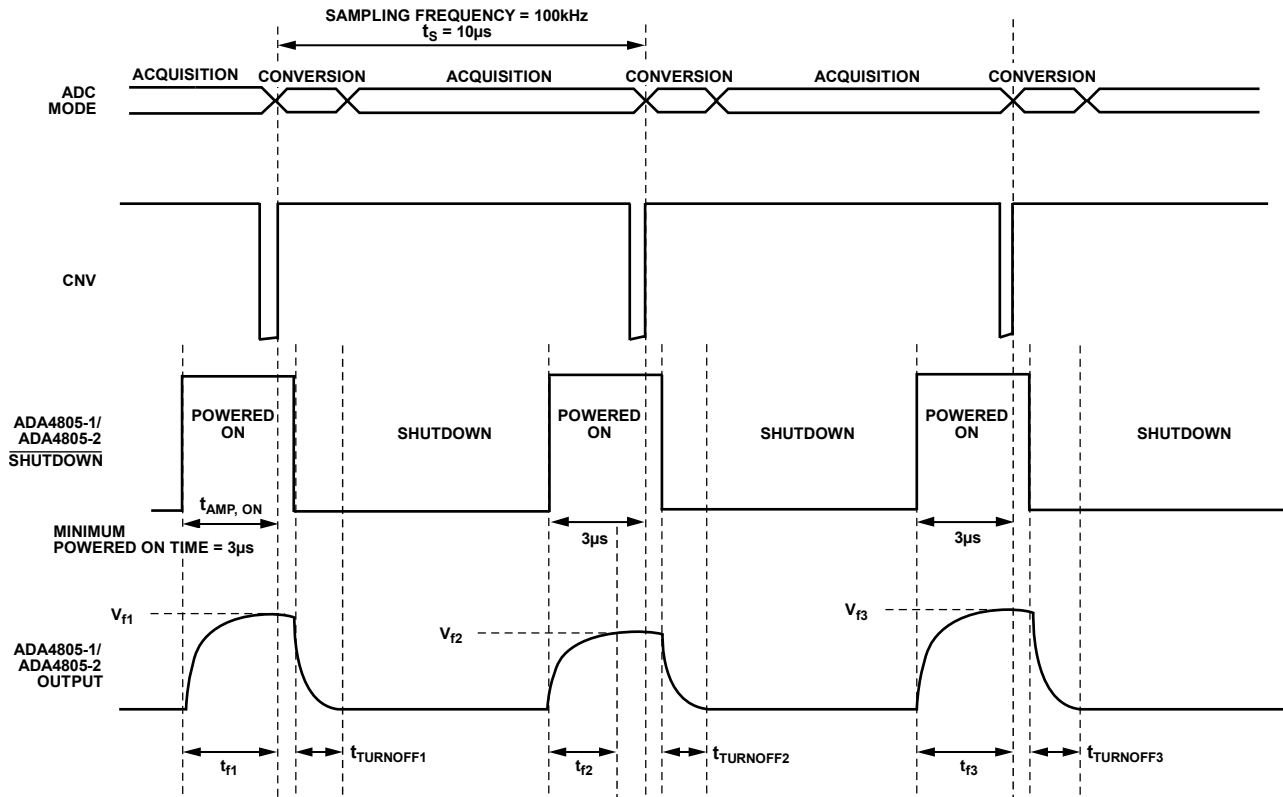 SAMPLING FREQUENCY = 100kHz
tS = 10µs
ACQUISITION
CONVERSION
ACQUISITION
CONVERSION
ACQUISITION
CONVERSION
ADC
MODE
CNV
ADA4805-1/
ADA4805-2
SHUTDOWN
POWERED
ON
SHUTDOWN
POWERED
ON
SHUTDOWN
POWERED
ON
SHUTDOWN
tAMP, ON
3µs
3µs
MINIMUM
POWERED ON TIME = 3µs
Vf1
Vf2
Vf3
ADA4805-1/
ADA4805-2
OUTPUT
tf1
tTURNOFF1
tf2
tTURNOFF2
tf3
tTURNOFF3